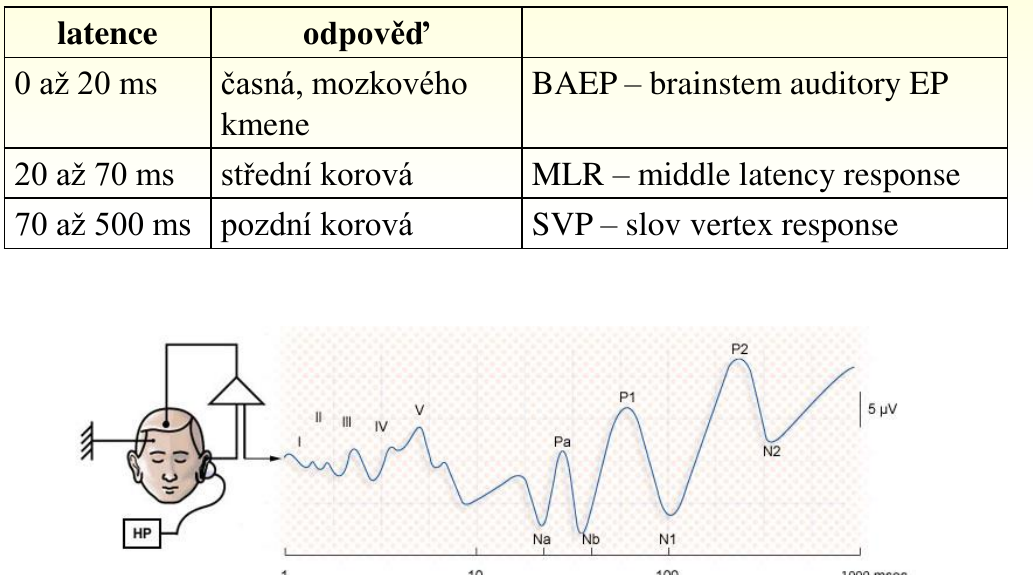 latence odpověď
0 až 20 ms časná, mozkového kmene BAEP – brainstem auditory EP
20 až 70 ms střední korová MLR – middle latency response
70 až 500 ms pozdní korová SVP – slov vertex response
P2
5 µV
P1
V
II
III
IV
I
Pa
N2
HP
Na
Nb
N1
1 10 100 1000 msecs